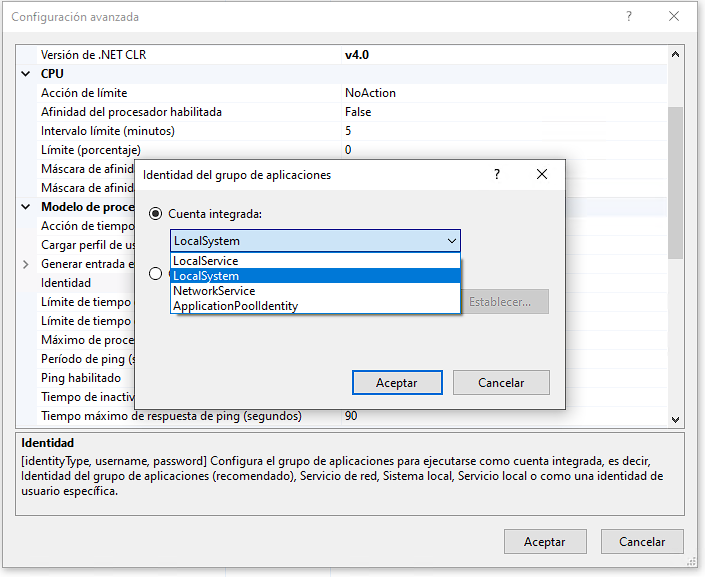 Configuración avanzada
Versión de .NET CLR v4.0
CPU
Acción de límite NoAction
Afinidad del procesador habilitada False
Intervalo límite (minutos) 5
Límite (porcentaje) 0
Máscara de afinid
Máscara de afinid
Modelo de proce
Acción de tiempo
Cargar perfil de us
Generar entrada e
Identidad
Límite de tiempo
Límite de tiempo
Máximo de proce
Período de ping (s
Ping habilitado
Tiempo de inactiv
Tiempo máximo de respuesta de ping (segundos) 90
Identidad del grupo de aplicaciones
Cuenta integrada:
LocalSystem
LocalService
LocalSystem
NetworkService
ApplicationPoolIdentity
Establecer...
Aceptar Cancelar
Identidad
[identityType, username, password] Configura el grupo de aplicaciones para ejecutarse como cuenta integrada, es decir,
Identidad del grupo de aplicaciones (recomendado), Servicio de red, Sistema local, Servicio local o como una identidad de
usuario específica.
Aceptar Cancelar